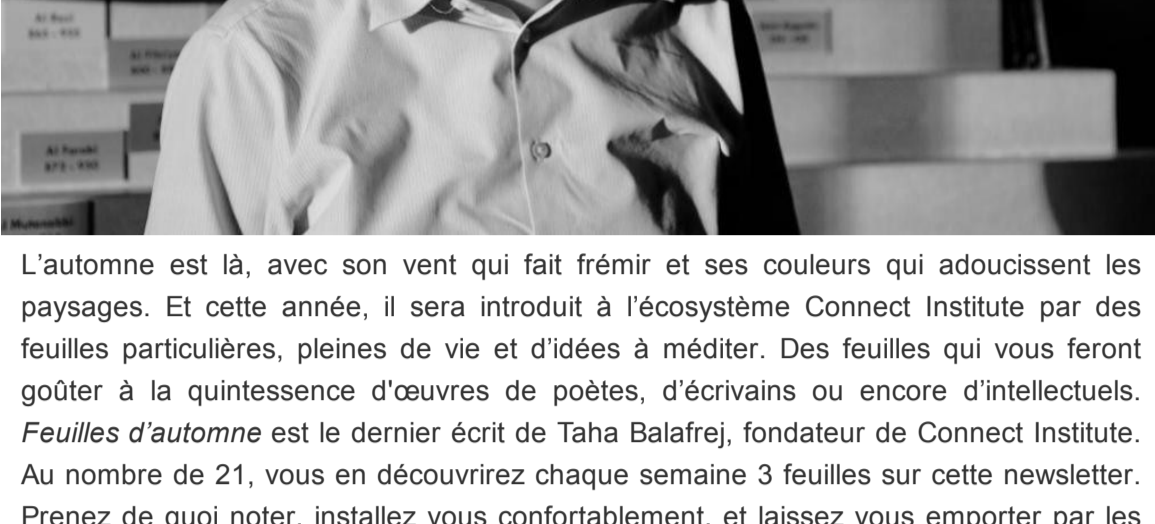 Al Farabi
872 - 950
L’automne est là, avec son vent qui fait frémir et ses couleurs qui adoucissent les
paysages. Et cette année, il sera introduit à l’écosystème Connect Institute par des
feuilles particulières, pleines de vie et d’idées à méditer. Des feuilles qui vous feront
goûter à la quintessence d'œuvres de poètes, d’écrivains ou encore d’intellectuels.
Feuilles d’automne est le dernier écrit de Taha Balafrej, fondateur de Connect Institute.
Au nombre de 21, vous en découvrirez chaque semaine 3 feuilles sur cette newsletter.
Prenez de quoi noter, installez vous confortablement, et laissez vous emporter par les